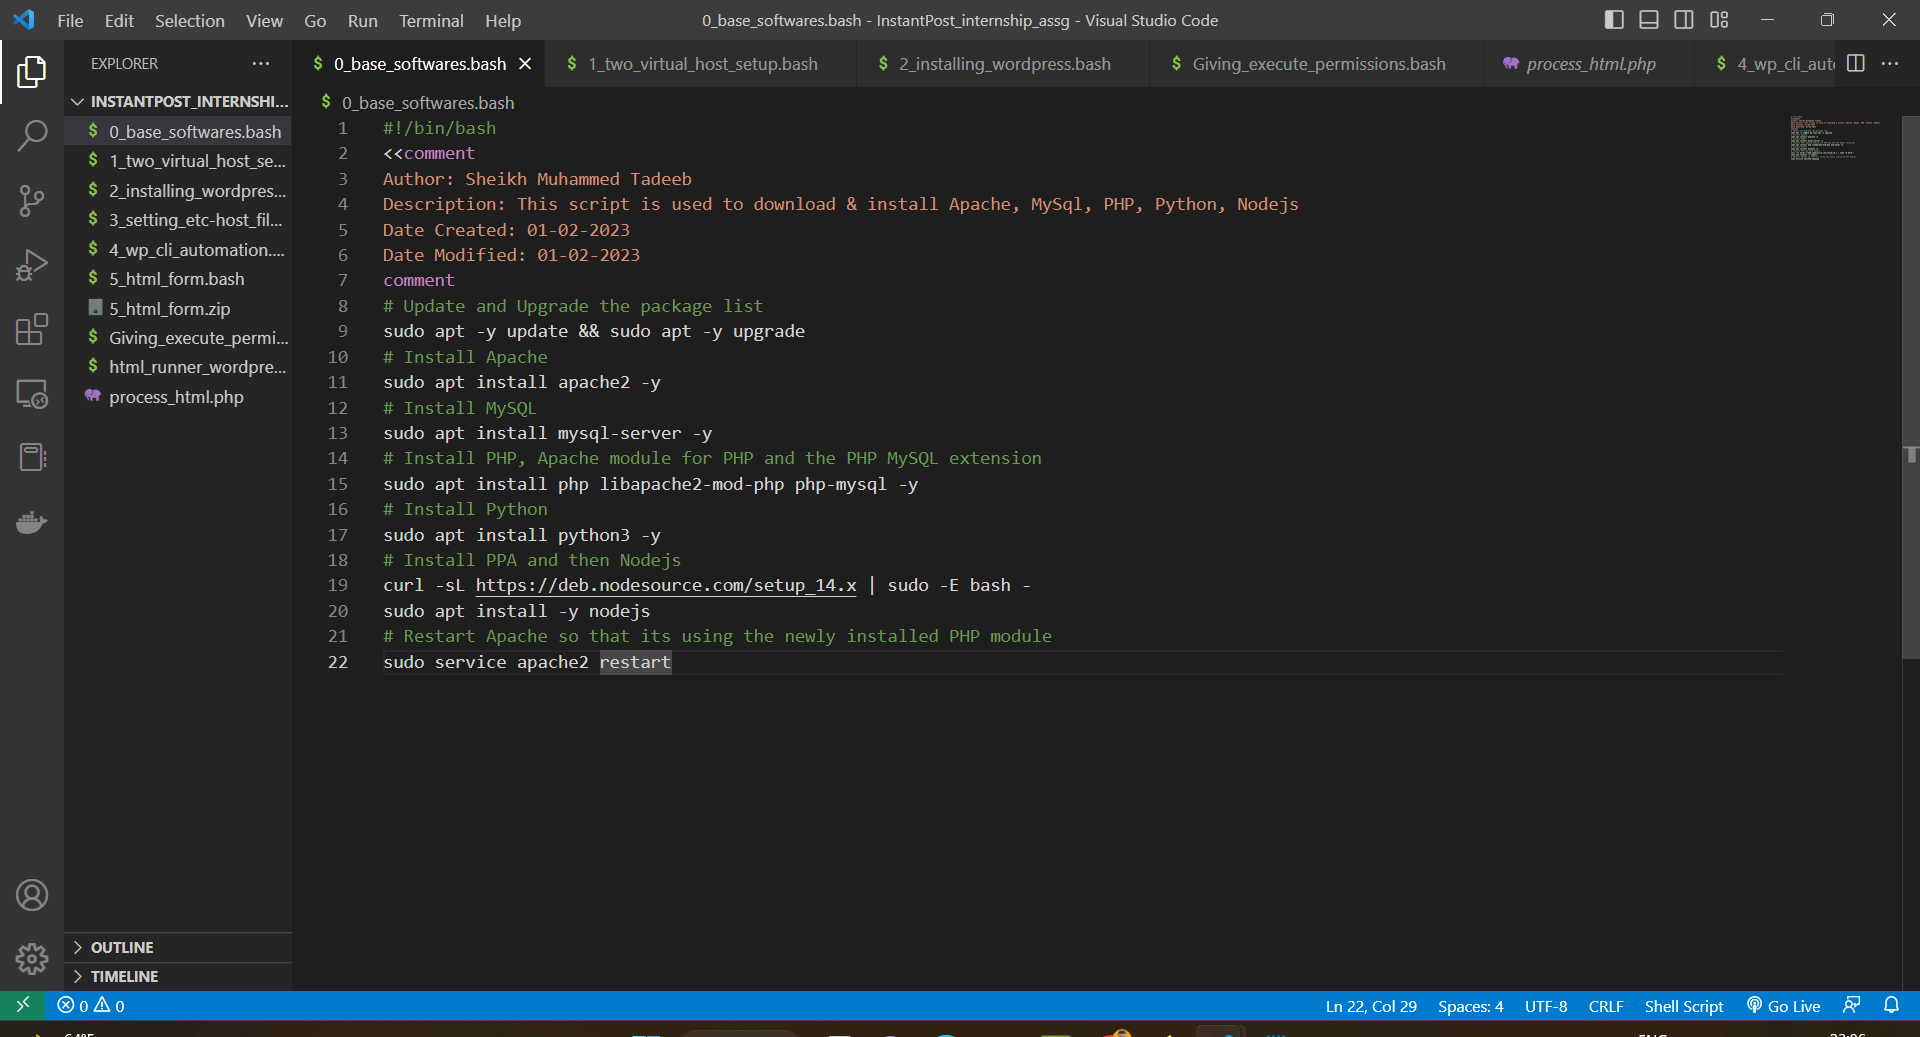 File Edit Selection View Go Run Terminal Help
0_base_softwares.bash - InstantPost_internship_assg - Visual Studio Code
EXPLORER
INSTANTPOST_INTERNSHI...
0_base_softwares.bash
1_two_virtual_host_se...
2_installing_wordpres...
3_setting_etc-host_fil...
4_wp_cli_automation....
5_html_form.bash
5_html_form.zip
Giving_execute_permi...
html_runner_wordpre...
process_html.php
OUTLINE
TIMELINE
$ 0_base_softwares.bash
$ 1_two_virtual_host_setup.bash
$ 2_installing_wordpress.bash
$ Giving_execute_permissions.bash
process_html.php
$ 4_wp_cli_auto
$ 0_base_softwares.bash
1 #!/bin/bash
2 <<comment
3 Author: Sheikh Muhammed Tadeeb
4 Description: This script is used to download & install Apache, MySql, PHP, Python, Nodejs
5 Date Created: 01-02-2023
6 Date Modified: 01-02-2023
7 comment
8 # Update and Upgrade the package list
9 sudo apt -y update && sudo apt -y upgrade
10 # Install Apache
11 sudo apt install apache2 -y
12 # Install MySQL
13 sudo apt install mysql-server -y
14 # Install PHP, Apache module for PHP and the PHP MySQL extension
15 sudo apt install php libapache2-mod-php php-mysql -y
16 # Install Python
17 sudo apt install python3 -y
18 # Install PPA and then Nodejs
19 curl -sL https://deb.nodesource.com/setup_14.x | sudo -E bash -
20 sudo apt install -y nodejs
21 # Restart Apache so that its using the newly installed PHP module
22 sudo service apache2 restart
0 0
Ln 22, Col 29 Spaces: 4 UTF-8 CRLF Shell Script Go Live